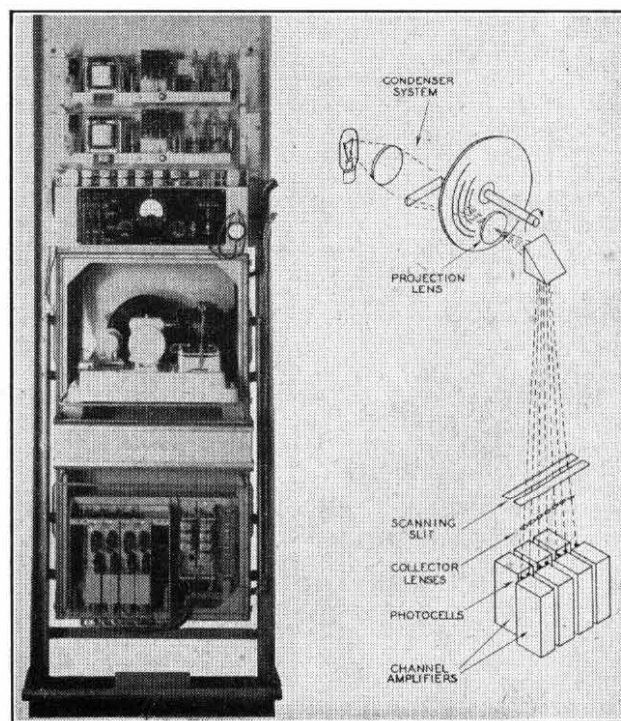 CONDENSER
SYSTEM
PROJECTION
LENS
SCANNING
SLIT
COLLECTOR
LENSES
PHOTOCELLS
CHANNEL
AMPLIFIERS